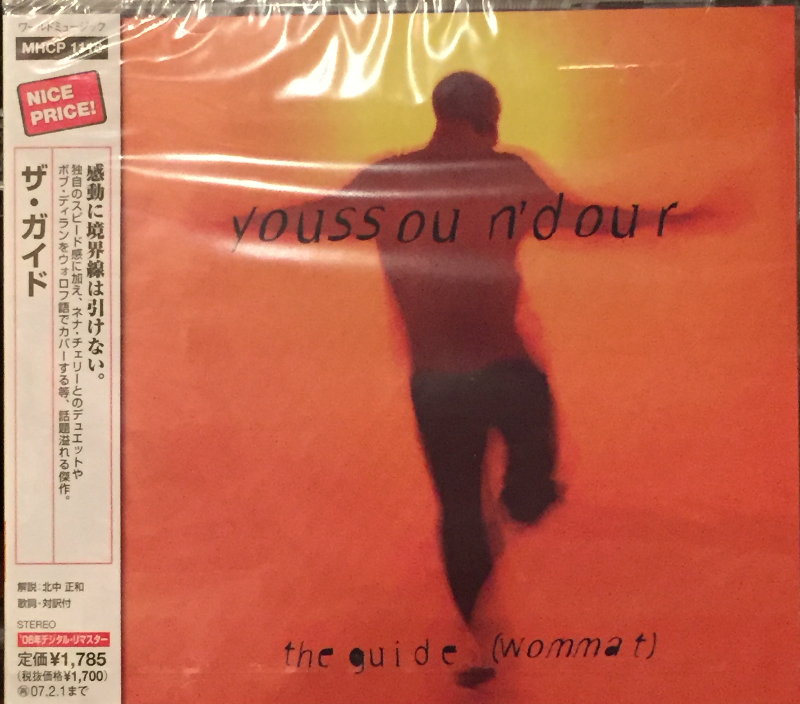 ワールドミュージック
MHCP 1118
NICE
PRICE!
感動に境界線は引けない。
独自のスピード感に加え、ネナ・チェリーとのデュエットや
ボブ・ディランをウォロフ語でカバーする等、話題溢れる傑作。
ザ・ガイド
解説:北中 正和
歌詞・対訳付
STEREO
'06年デジタル・リマスター
定価¥1,785
(税抜価格¥1,700)
07.2.1まで
youssou n'dour
the guide (wommat)